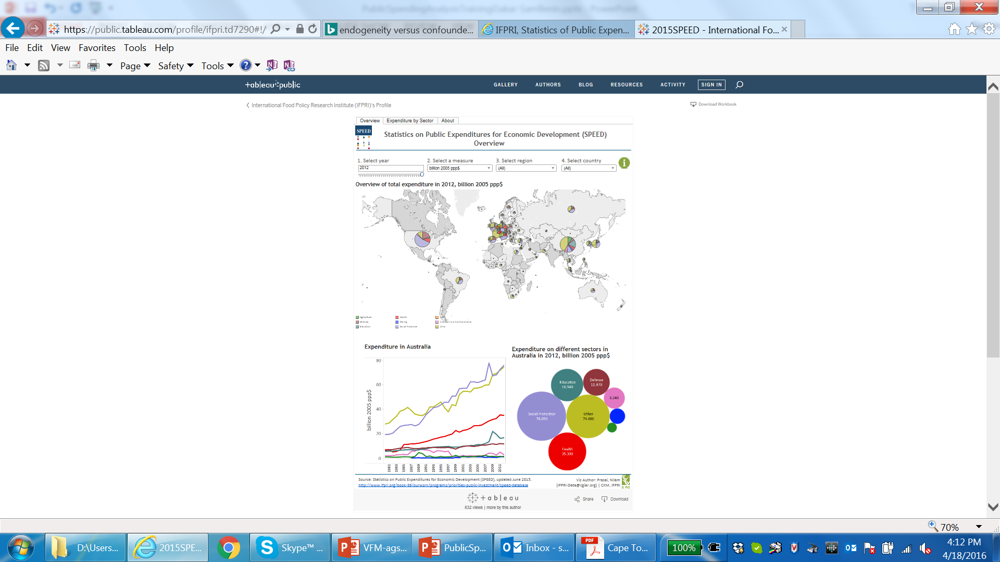 PublicSpendingAnalysisTrainingDakar GamBenin.pptx - PowerPoint
https://public.tableau.com/profile/ifpri.td7290#!/
endogeneity versus confounde...
IFPRI, Statistics of Public Expen...
2015SPEED - International Fo...
File Edit View Favorites Tools Help
Page Safety Tools
+ableau public
GALLERY AUTHORS BLOG RESOURCES ACTIVITY SIGN IN
International Food Policy Research Institute (IFPRI)'s Profile
Download Workbook
Overview Expenditure by Sector About
SPEED
Statistics on Public Expenditures for Economic Development (SPEED)
Overview
1. Select year 2. Select a measure 3. Select region 4. Select country
2012 billion 2005 ppp$ (All) (All)
Overview of total expenditure in 2012, billion 2005 ppp$
Agriculture Health
Defense Mining Transport and Communication
Education Social Protection Other
Expenditure in Australia
billion 2005 ppp$
80
60
40
20
0
1981 1983 1985 1987 1989 1991 1993 1995 1997 1999 2001 2003 2005 2007 2009 2011
Expenditure on different sectors in
Australia in 2012, billion 2005 ppp$
Education
16.940
Defense
11.970
3.240
Social Protection
76.050
Other
74.680
Health
35.300
Source: Statistics on Public Expenditures for Economic Development (SPEED), updated June 2015.
http://www.ifpri.org/book-39/ourwork/programs/priorities-public-investment/speed-database
Viz Author: Prasai, Nilam
(IFPRI-Data@cgiar.org) | CKM, IFPRI
IFPRI
+ableau
632 views | more by this author
Share Download
70%
D:\Users... 2015SPE... Skype™ ... VFM-ags... PublicSp... Inbox - s... PDF Cape To... 100%
4:12 PM
4/18/2016